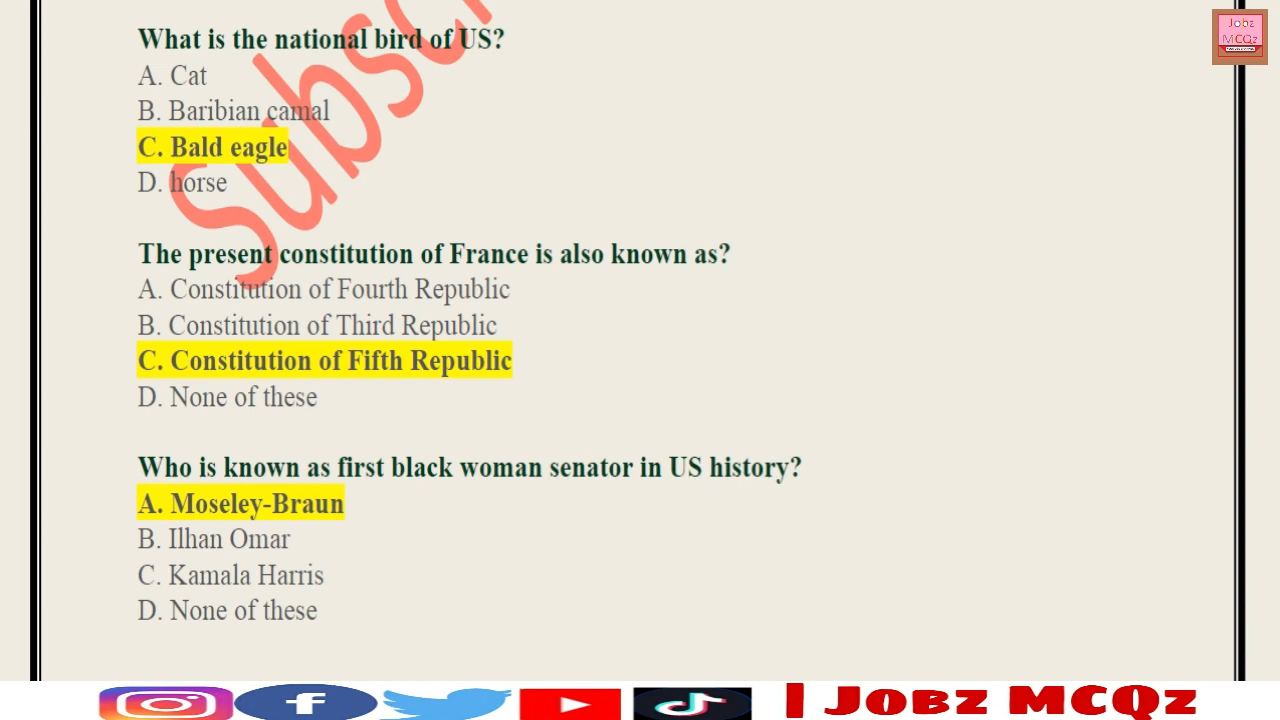 What is the national bird of US?
A. Cat
B. Baribian camal
C. Bald eagle
D. horse
The present constitution of France is also known as?
A. Constitution of Fourth Republic
B. Constitution of Third Republic
C. Constitution of Fifth Republic
D. None of these
Who is known as first black woman senator in US history?
A. Moseley-Braun
B. Ilhan Omar
C. Kamala Harris
D. None of these
Subscr
Jobz
MCQz
| Jobz MCQz